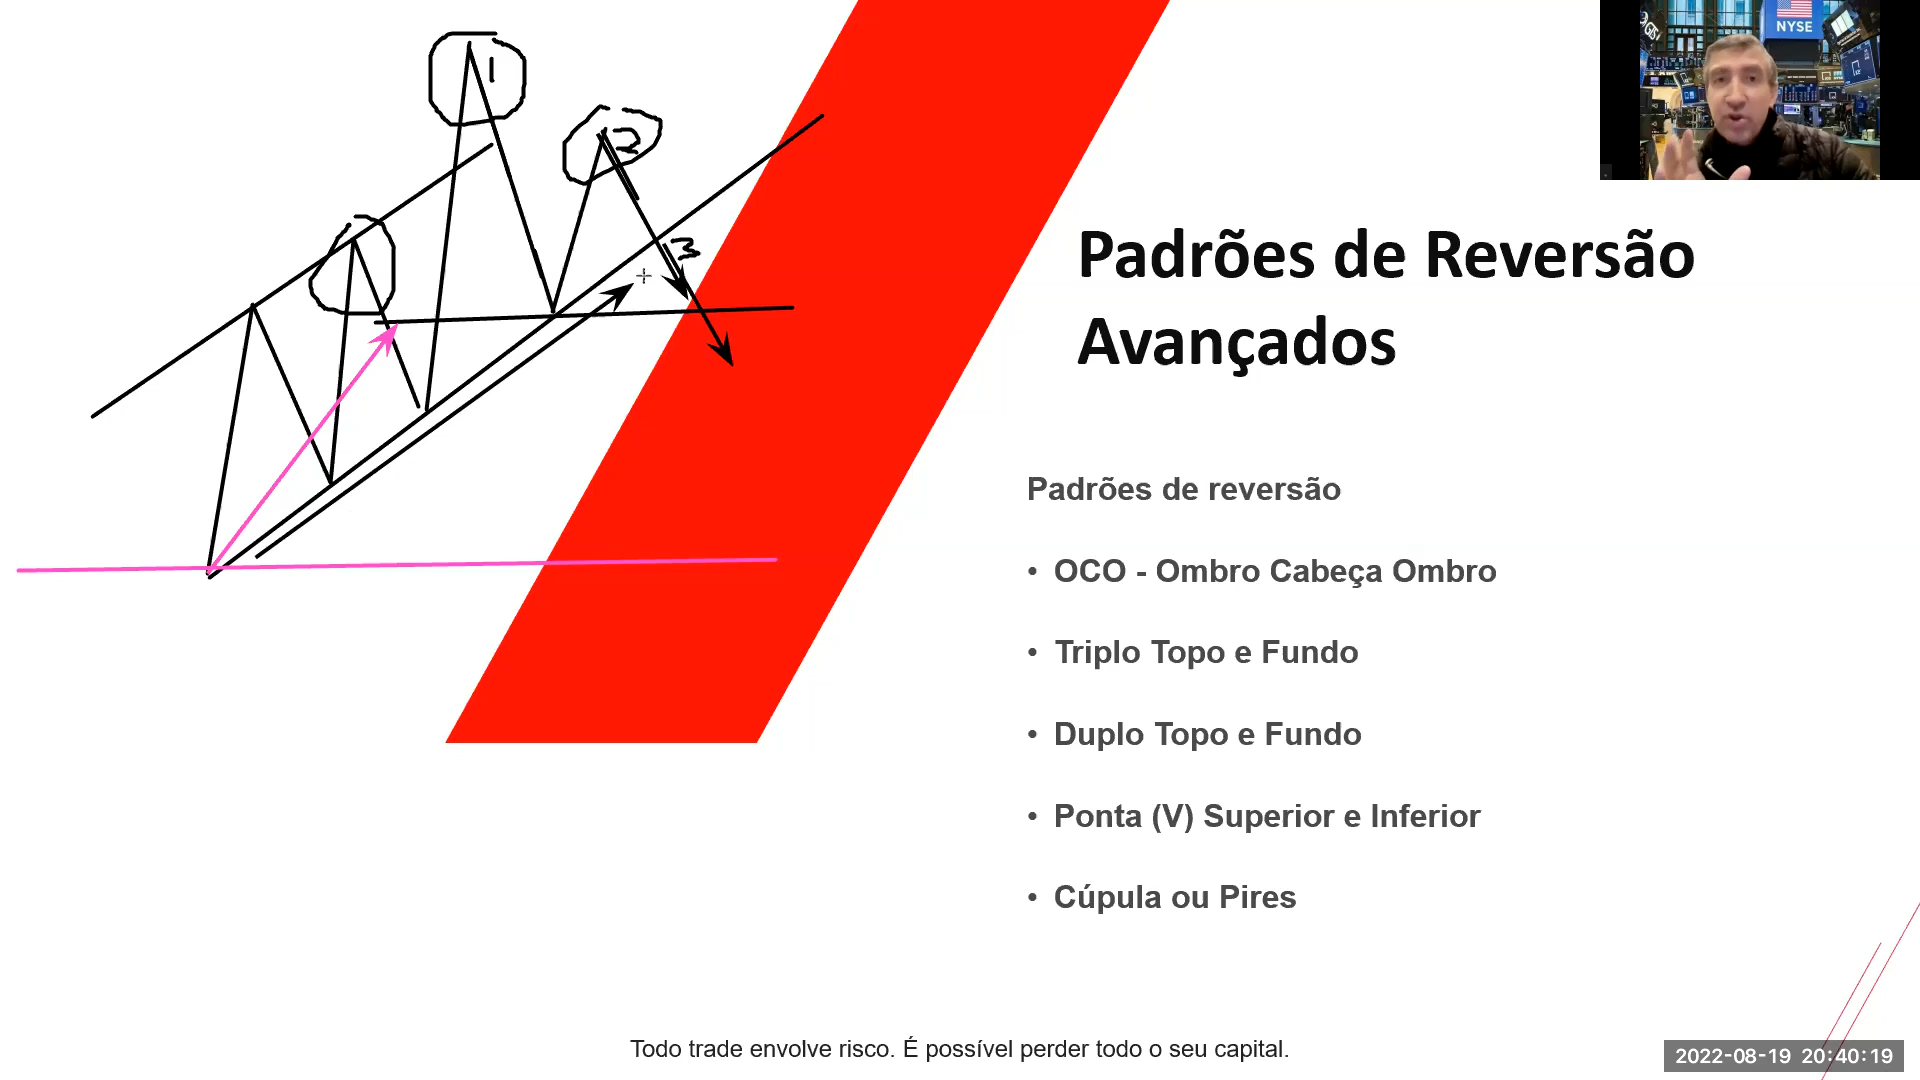 1
2
3
NYSE
Padrões de Reversão
Avançados
Padrões de reversão
• OCO - Ombro Cabeça Ombro
• Triplo Topo e Fundo
• Duplo Topo e Fundo
• Ponta (V) Superior e Inferior
• Cúpula ou Pires
Todo trade envolve risco. É possível perder todo o seu capital.
2022-08-19 20:40:19